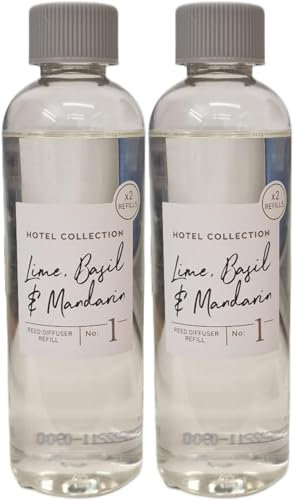 x2
REFILLS
HOTEL COLLECTION
Lime, Basil
& Mandarin
REED DIFFUSER
REFILL
No:
1
x2
REFILLS
HOTEL COLLECTION
Lime, Basil
& Mandarin
REED DIFFUSER
REFILL
No:
1